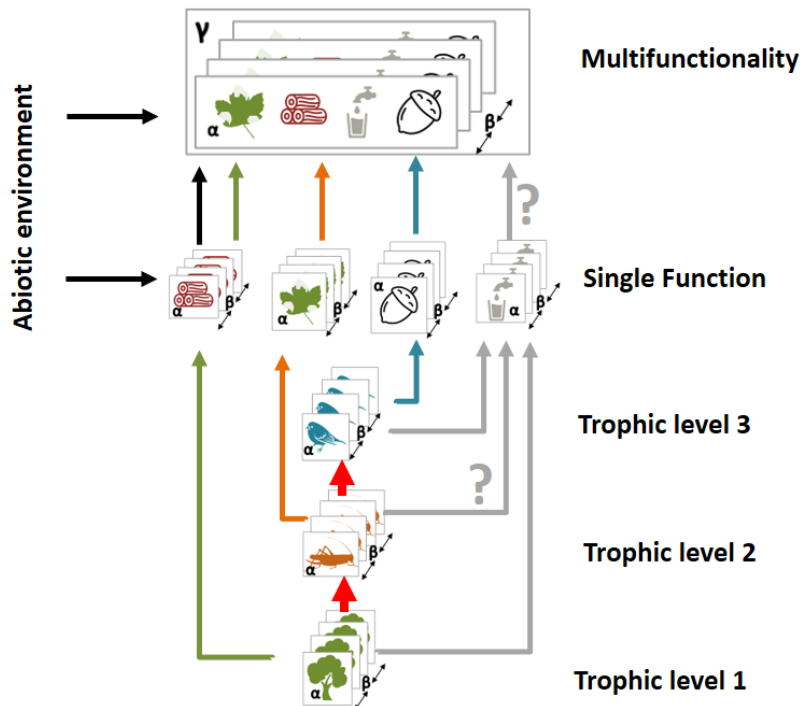 γ
Multifunctionality
α
β
Abiotic environment
?
Single Function
α
β
α
β
α
β
α
β
Trophic level 3
α
β
?
Trophic level 2
α
β
Trophic level 1
α
β